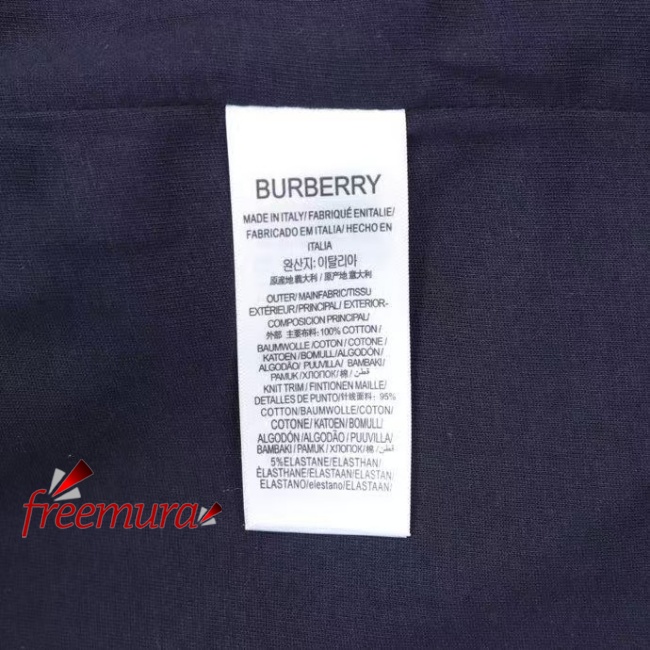 BURBERRY
MADE IN ITALY/ FABRIQUÉ ENITALIE/
FABRICADO EM ITALIA/ HECHO EN
ITALIA
완산지: 이탈리아
原産地義大利 / 原产地意大利
OUTER/ MAINFABRIC/TISSU
EXTÉRIEUR/PRINCIPAL/ EXTERIOR-
COMPOSICION PRINCIPAL/
外部 主要布料: 100% COTTON/
BAUMWOLLE /COTON / COTONE /
KATOEN/ BOMULL/ ALGODÓN/
ALGODÃO/ PUUVILLA/ BAMBAKI/
PAMUK /ХЛОПОК/ 棉/ قطن/
KNIT TRIM / FINTIONEN MAILLE/
DETALLES DE PUNTO/针織面料: 95%
COTTON/BAUMWOLLE/COTON/
COTONE/ KATOEN/ BOMULL/
ALGODÓN/ALGODÃO / PUUVILLA/
BAMBAKI / PAMUK / ХЛОПОК/ 棉/ قطن/
5%ELASTANE/ELASTHAN/
ÉLASTHANE/ELASTAAN/ELASTAN/
ELASTANO/elestano/ELASTAAN/
freemura